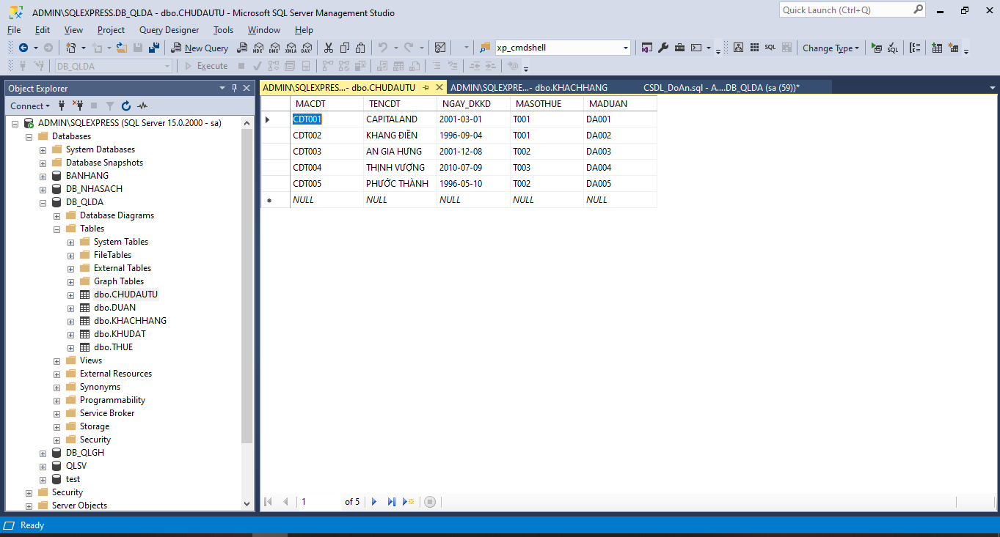 ADMIN\SQLEXPRESS.DB_QLDA - dbo.CHUDAUTU - Microsoft SQL Server Management Studio
Quick Launch (Ctrl+Q)
File Edit View Project Query Designer Tools Window Help
New Query MDX DMX XMLA DAX xp_cmdshell SQL Change Type SQL
DB_QLDA Execute
Object Explorer
Connect
ADMIN\SQLEXPRESS (SQL Server 15.0.2000 - sa)
Databases
System Databases
Database Snapshots
BANHANG
DB_NHASACH
DB_QLDA
Database Diagrams
Tables
System Tables
FileTables
External Tables
Graph Tables
dbo.CHUDAUTU
dbo.DUAN
dbo.KHACHHANG
dbo.KHUDAT
dbo.THUE
Views
External Resources
Synonyms
Programmability
Service Broker
Storage
Security
DB_QLGH
QLSV
test
Security
Server Objects
ADMIN\SQLEXPRES...- dbo.CHUDAUTU ADMIN\SQLEXPRE...- dbo.KHACHHANG CSDL_DoAn.sql - A....DB_QLDA (sa (59))*
MACDT TENCDT NGAY_DKKD MASOTHUE MADUAN
CDT001 CAPITALAND 2001-03-01 T001 DA001
CDT002 KHANG ĐIỀN 1996-09-04 T001 DA002
CDT003 AN GIA HƯNG 2001-12-08 T002 DA003
CDT004 THỊNH VƯỢNG 2010-07-09 T003 DA004
CDT005 PHƯỚC THÀNH 1996-05-10 T002 DA005
NULL NULL NULL NULL NULL
1 of 5
Ready